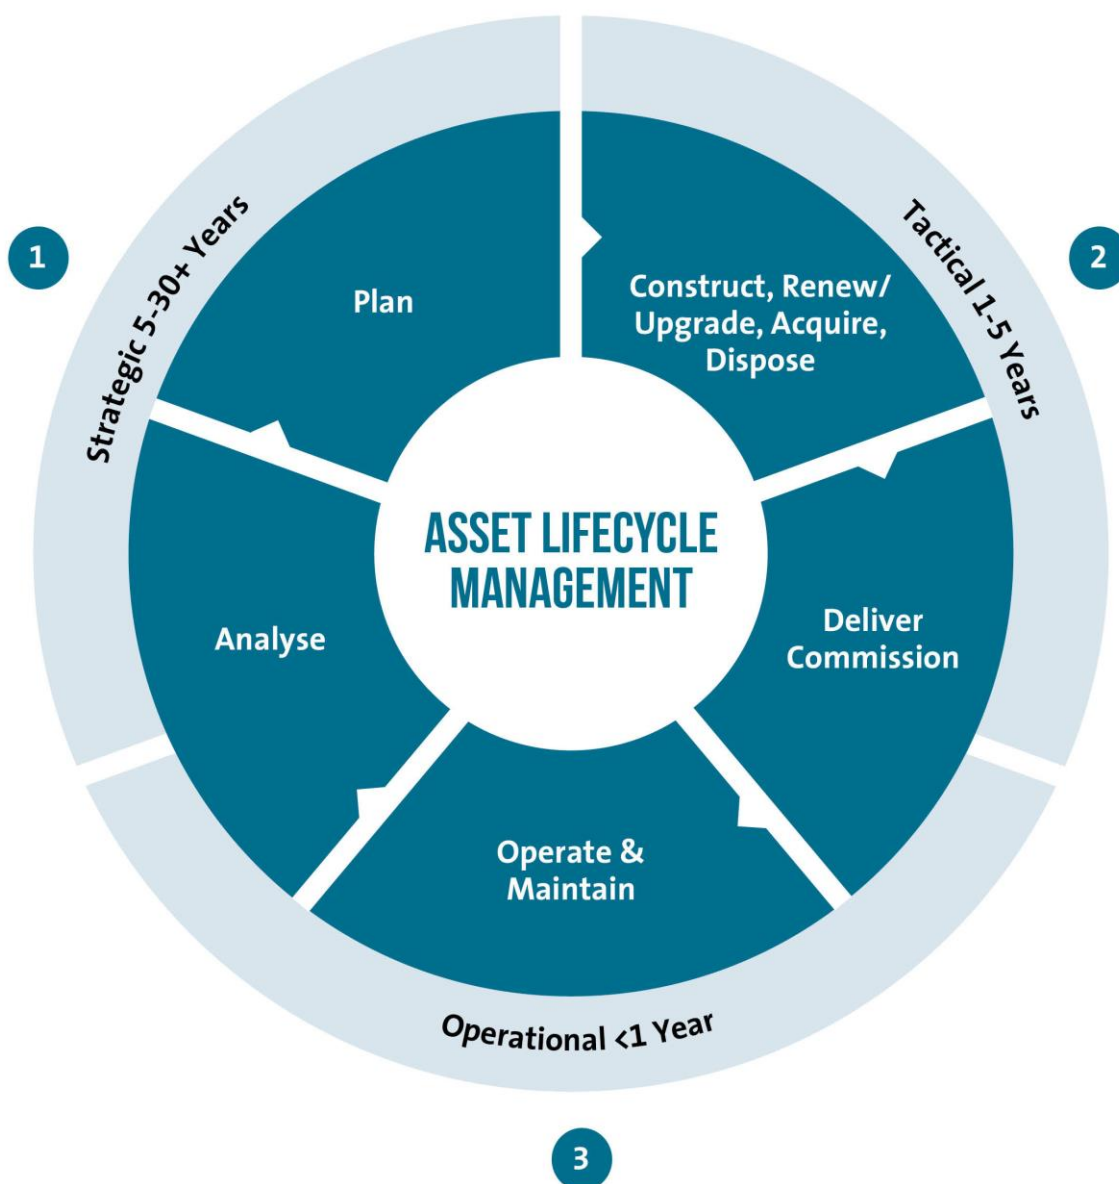 1
Strategic 5-30+ Years
2
Tactical 1-5 Years
Plan
Construct, Renew/
Upgrade, Acquire,
Dispose
ASSET LIFECYCLE
MANAGEMENT
Analyse
Deliver
Commission
Operate &
Maintain
Operational <1 Year
3